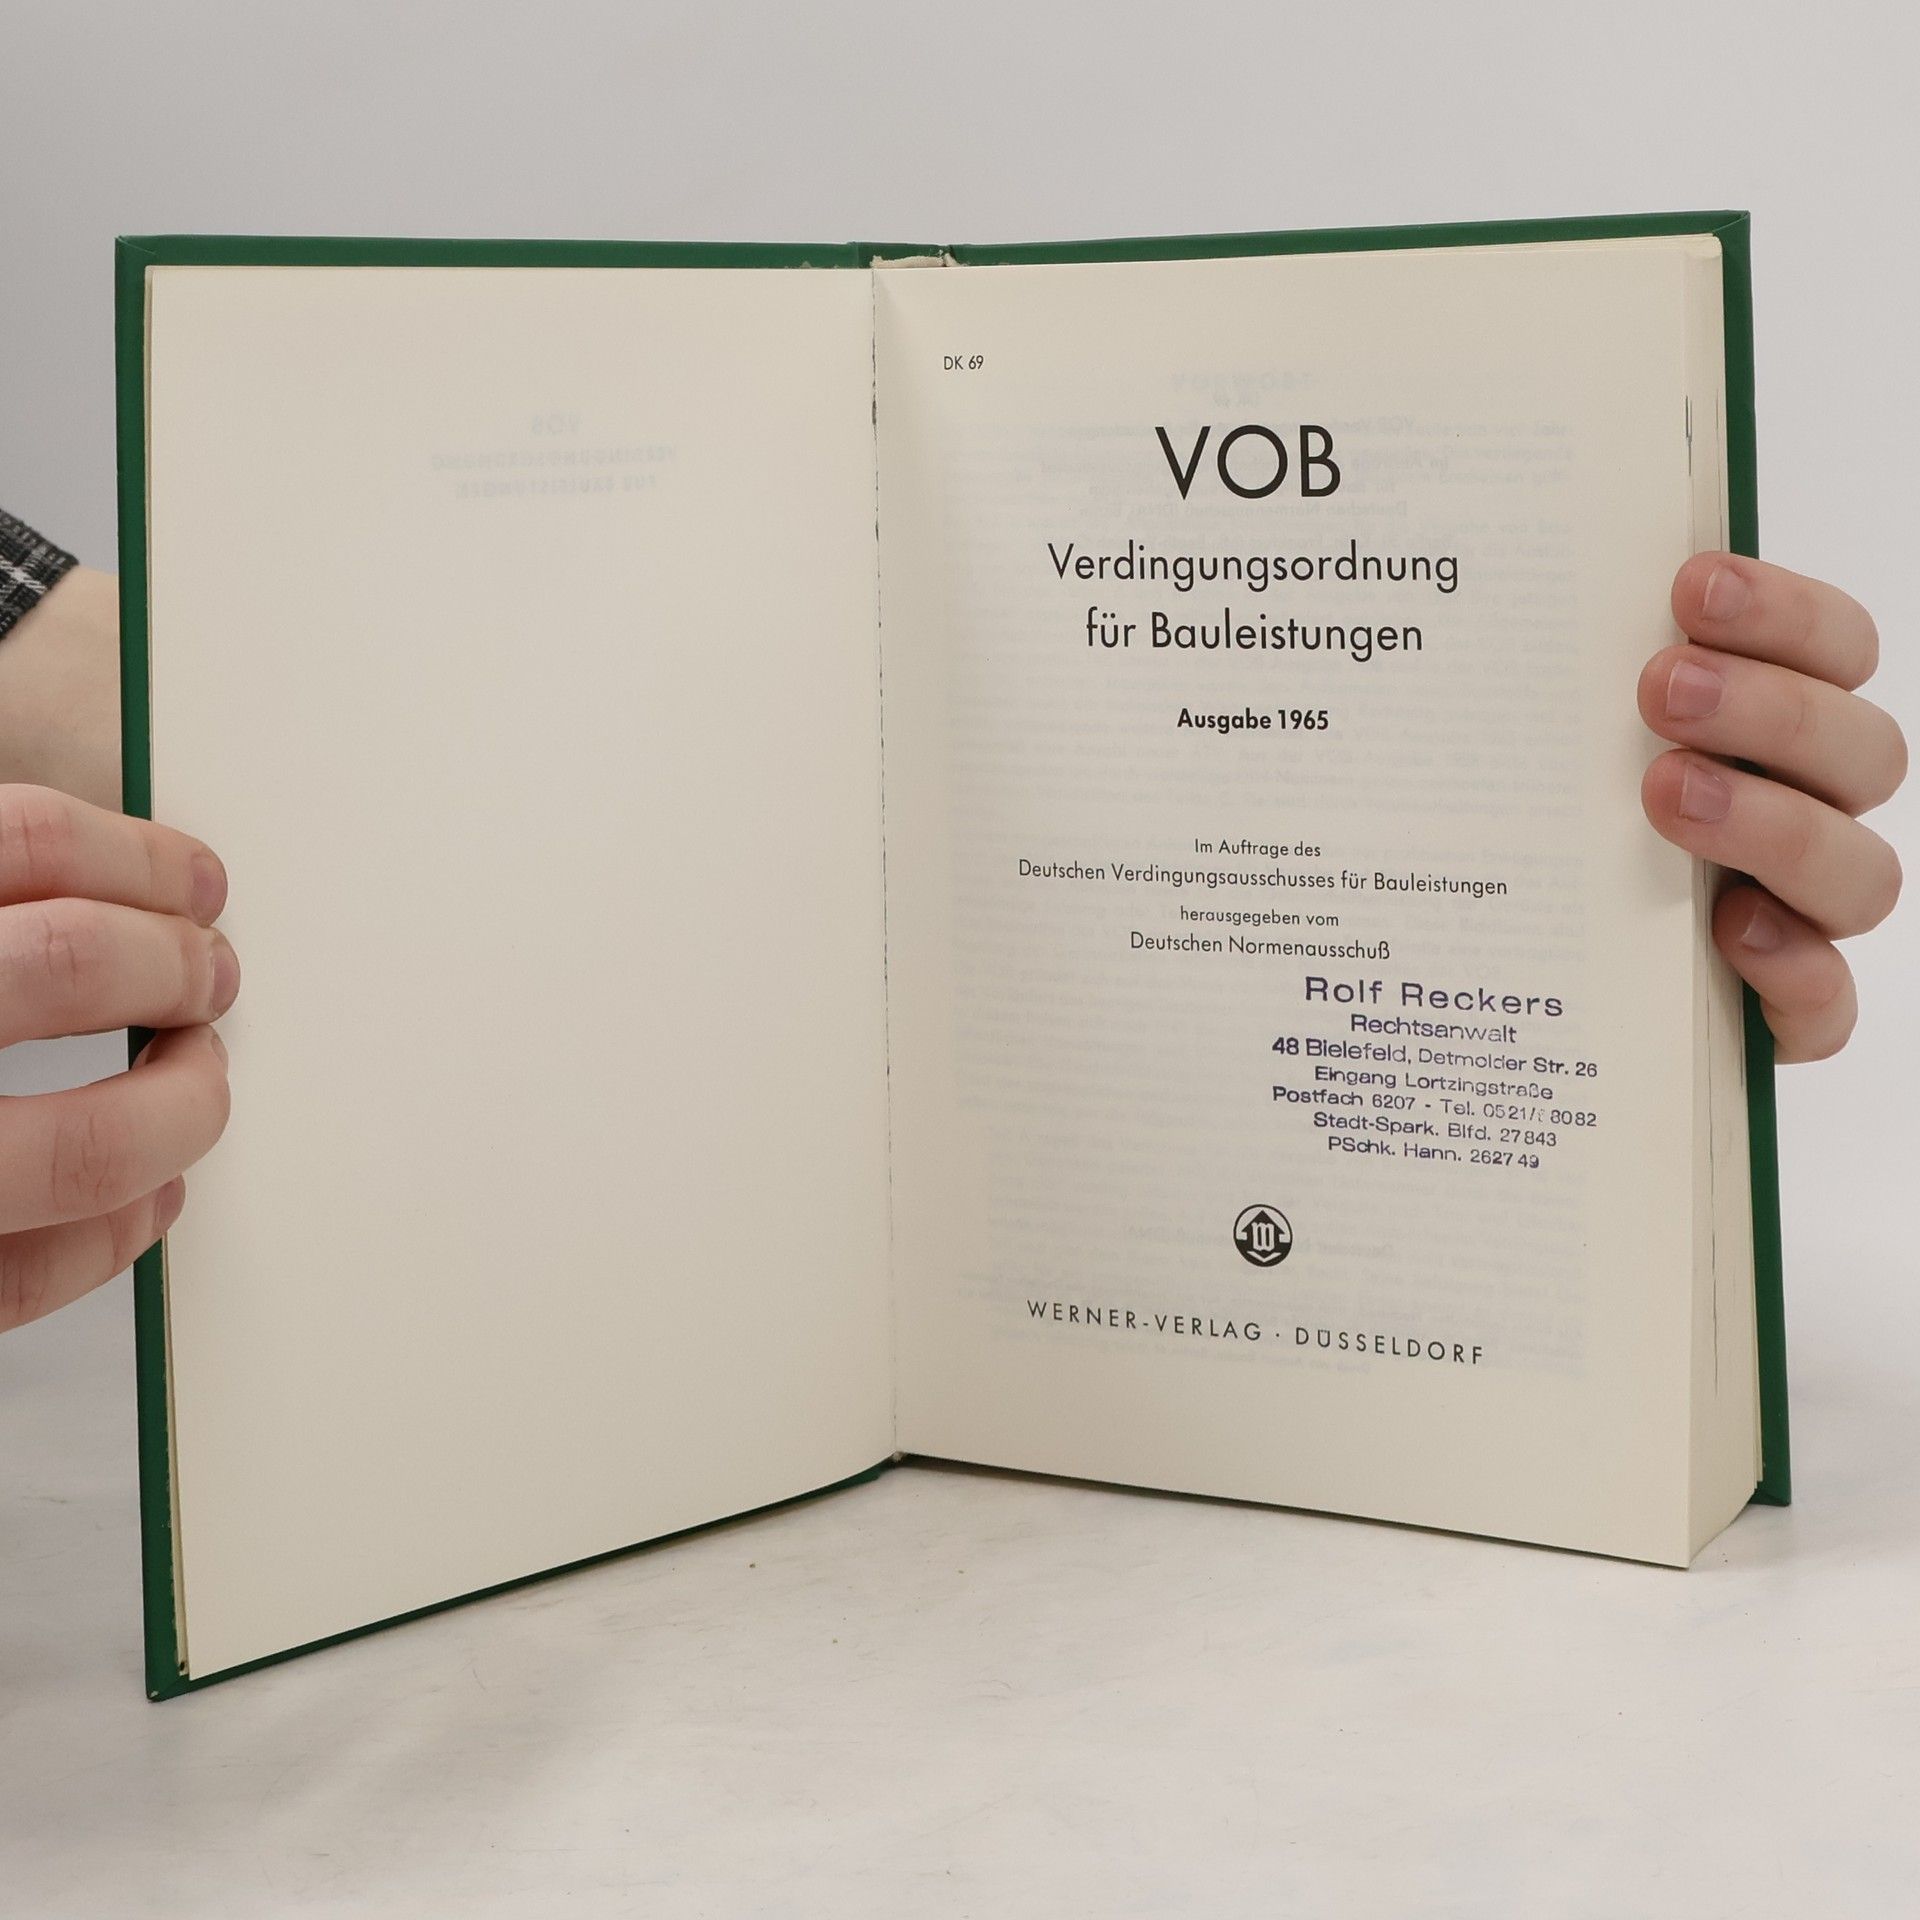 DK 69
VOB
Verdingungsordnung
für Bauleistungen
Ausgabe 1965
Im Auftrage des
Deutschen Verdingungsausschusses für Bauleistungen
herausgegeben vom
Deutschen Normenausschuß
Rolf Reckers
Rechtsanwalt
48 Bielefeld, Detmolder Str. 26
Eingang Lortzingstraße
Postfach 6207 - Tel.
Stadt-Spark. Blfd. 27843
PSchk. Hann. 262749
WERNER-VERLAG · DÜSSELDORF